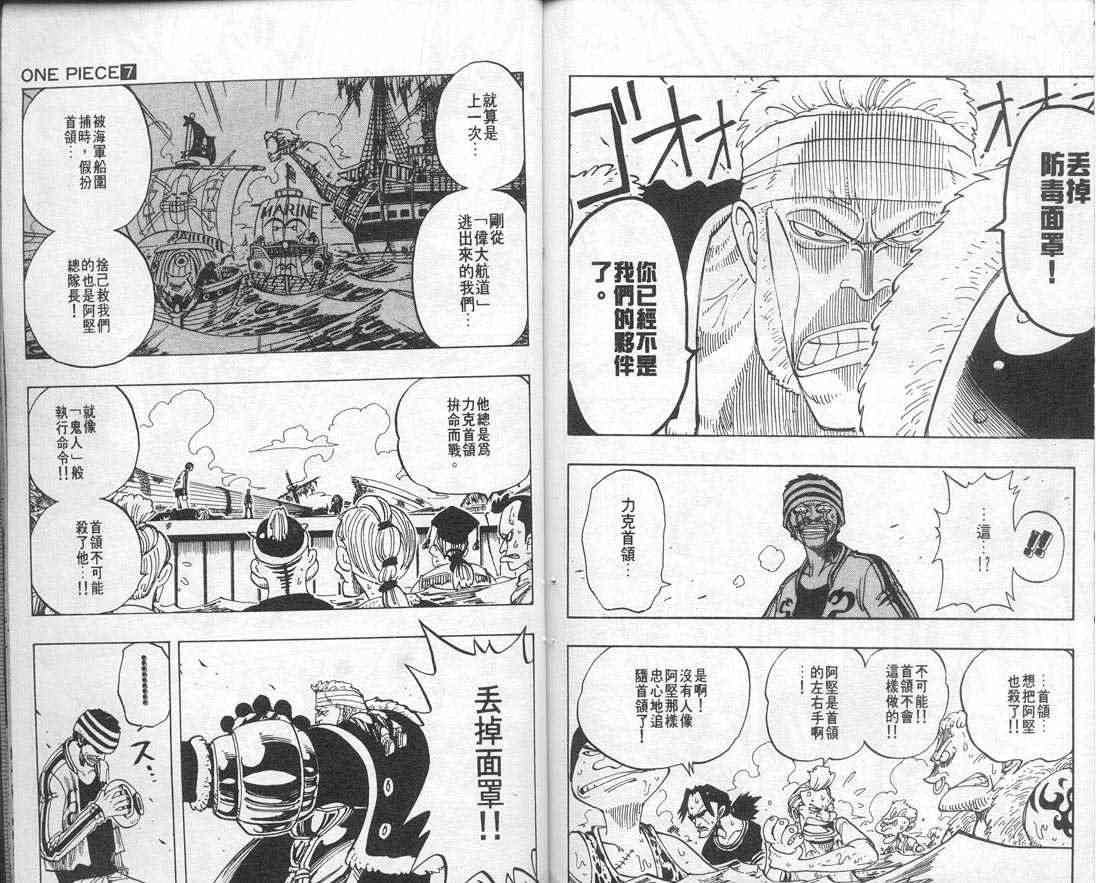 丟掉
防毒面罩！
ゴオオオオ
你已經不是
我們的夥伴
了。
!!
…這…!?
力克首領…
…首領…
想把阿堅
也殺了!!
不可能!!
首領不會
這樣做的!!
阿堅是首領
的左右手啊
…！
是啊！
沒有人像
阿堅那樣
忠心地追
隨首領了！
ONE PIECE 7
就算是
上一次…
剛從
「偉大航道」
逃出來的我們…
MARINE
被海軍船圍
捕時，假扮
首領…
捨己救我們
的也是阿堅
總隊長！
他總是為
力克首領
拚命而戰。
就像
「鬼人」般
執行命令!!
首領不可能
殺了他…!!
丟掉面罩!!
………
ス…